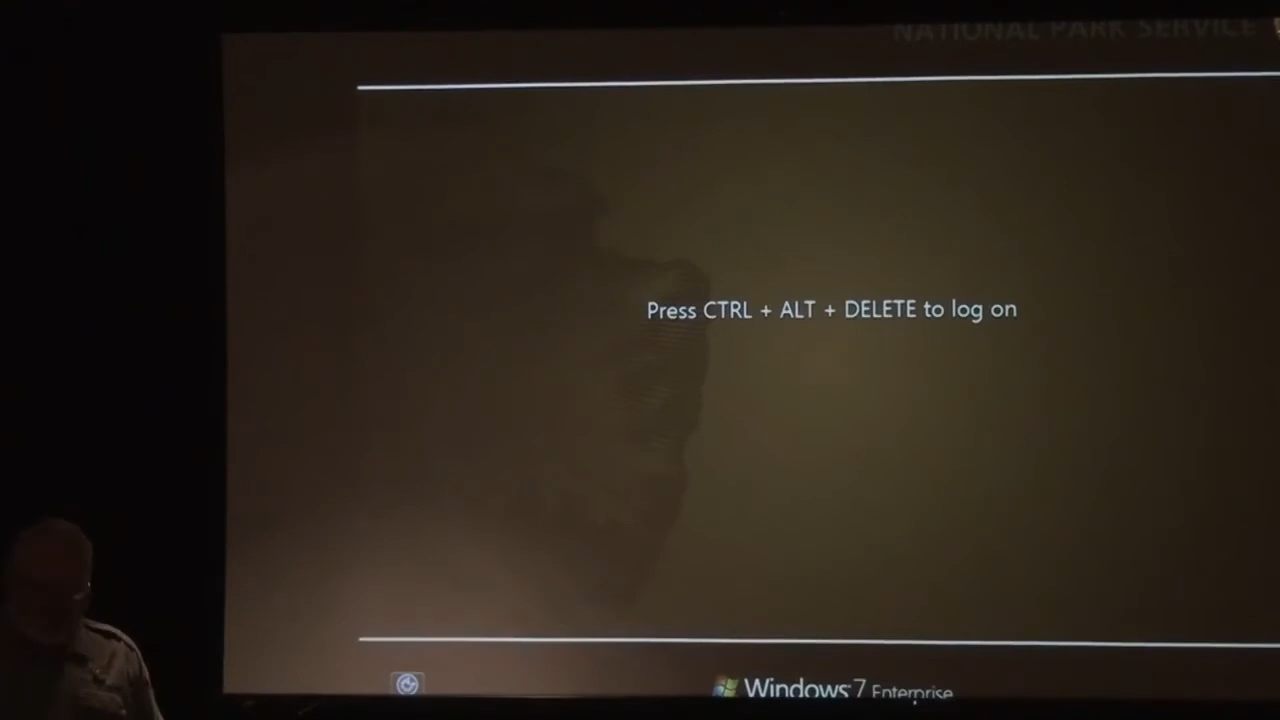 NATIONAL PARK SERVICE
Press CTRL + ALT + DELETE to log on
Windows 7 Enterprise